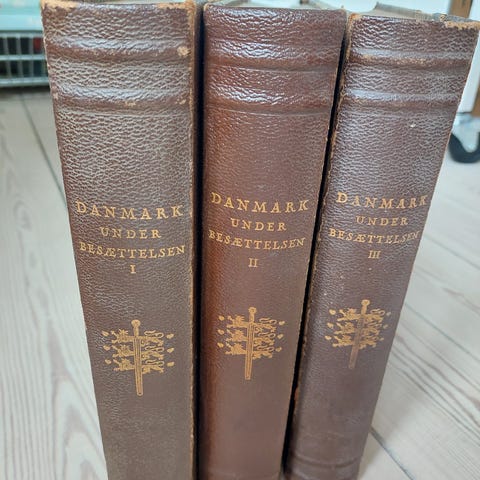 DANMARK
UNDER
BESÆTTELSEN
I
DANMARK
UNDER
BESÆTTELSEN
II
DANMARK
UNDER
BESÆTTELSEN
III